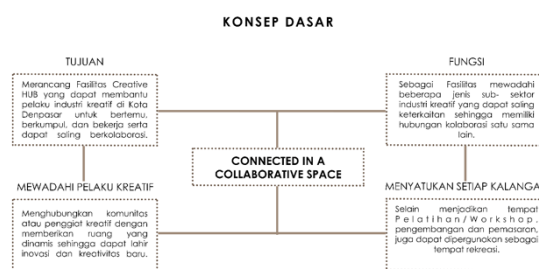 KONSEP DASAR
TUJUAN
Merancang Fasilitas Creative
HUB yang dapat membantu
pelaku industri kreatif di Kota
Denpasar untuk bertemu,
berkumpul, dan bekerja serta
dapat saling berkolaborasi.
FUNGSI
Sebagai Fasilitas mewadahi
beberapa jenis sub- sektor
industri kreatif yang dapat saling
keterkaitan sehingga memiliki
hubungan kolaborasi satu sama
lain.
CONNECTED IN A
COLLABORATIVE SPACE
MEWADAHI PELAKU KREATIF
Menghubungkan komunitas
atau penggiat kreatif dengan
memberikan ruang yang
dinamis sehingga dapat lahir
inovasi dan kreativitas baru.
MENYATUKAN SETIAP KALANGA
Selain menjadikan tempat
Pelatihan/Workshop,
pengembangan dan pemasaran,
juga dapat dipergunakan sebagai
tempat rekreasi.